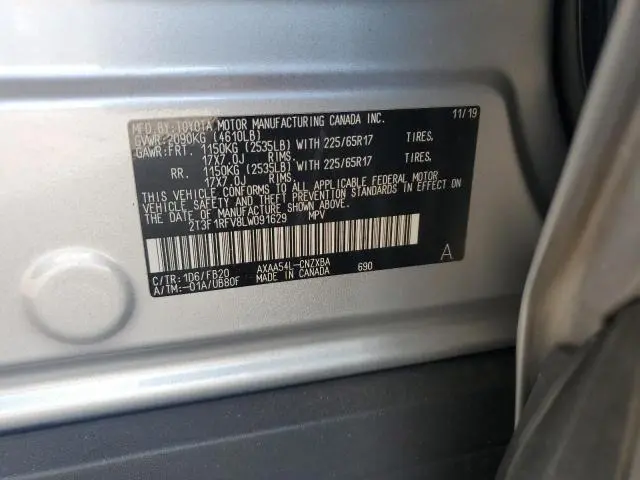 MFD.BY:TOYOTA MOTOR MANUFACTURING CANADA INC. 11/19
GVWR:2090KG (4610LB)
GAWR:FRT. 1150KG (2535LB) WITH 225/65R17 TIRES.
17X7.0J RIMS.
RR. 1150KG (2535LB) WITH 225/65R17 TIRES.
17X7.0J RIMS.
THIS VEHICLE CONFORMS TO ALL APPLICABLE FEDERAL MOTOR
VEHICLE SAFETY AND THEFT PREVENTION STANDARDS IN EFFECT ON
THE DATE OF MANUFACTURE SHOWN ABOVE.
2T3F1RFV8LW091629 MPV
C/TR:1D6/FB20 AXAA54L-CNZXBA A
A/TM:-01A/UB80F MADE IN CANADA 690